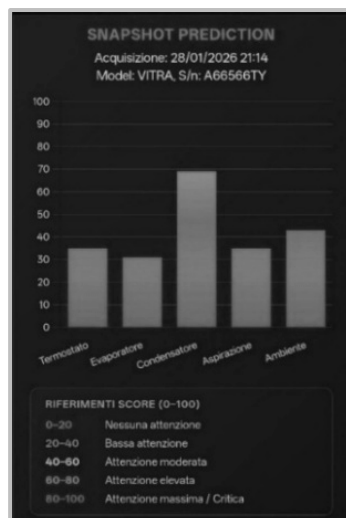 SNAPSHOT PREDICTION
Acquisizione: 28/01/2026 21:14
Model: VITRA, S/n: A66566TY
100
90
80
70
60
50
40
30
20
10
0
Termostato Evaporatore Condensatore Aspirazione Ambiente
RIFERIMENTI SCORE (0–100)
0–20 Nessuna attenzione
20–40 Bassa attenzione
40–60 Attenzione moderata
60–80 Attenzione elevata
80–100 Attenzione massima / Critica